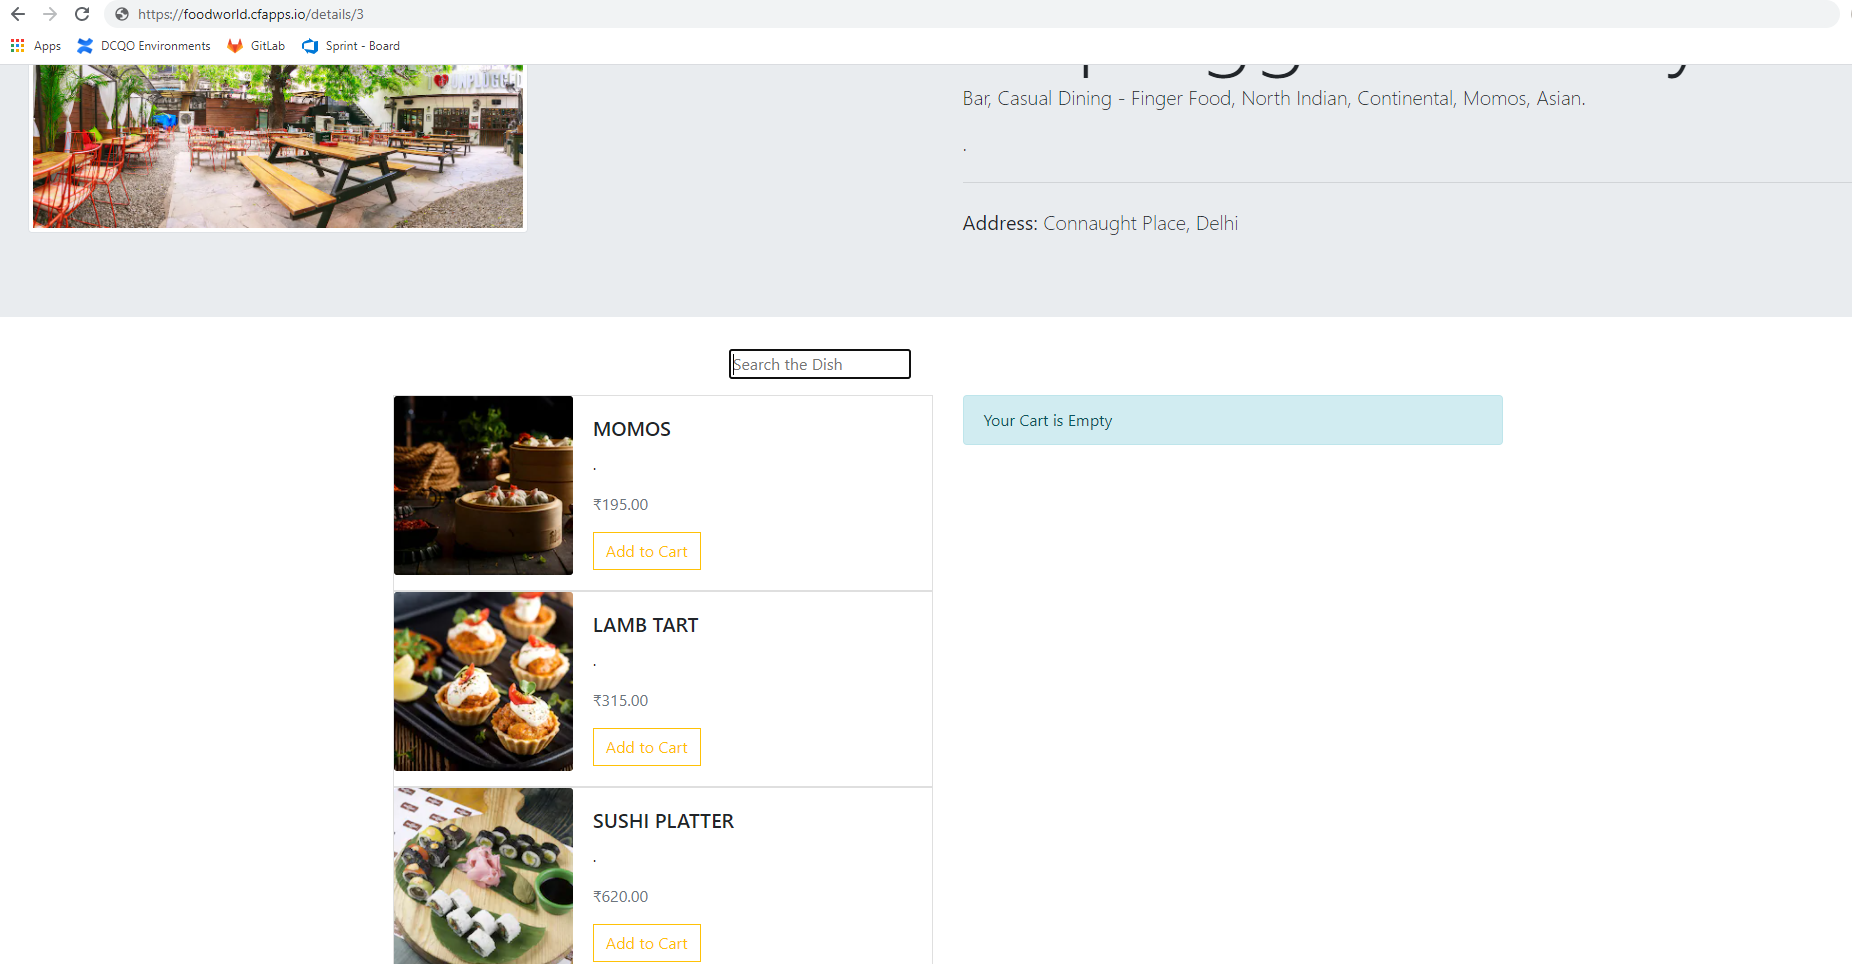 https://foodworld.cfapps.io/details/3
Apps DCQO Environments GitLab Sprint - Board
UNPLUGGED
Bar, Casual Dining - Finger Food, North Indian, Continental, Momos, Asian.
.
Address: Connaught Place, Delhi
Search the Dish
MOMOS
.
₹195.00
Add to Cart
Your Cart is Empty
LAMB TART
.
₹315.00
Add to Cart
SUSHI PLATTER
.
₹620.00
Add to Cart